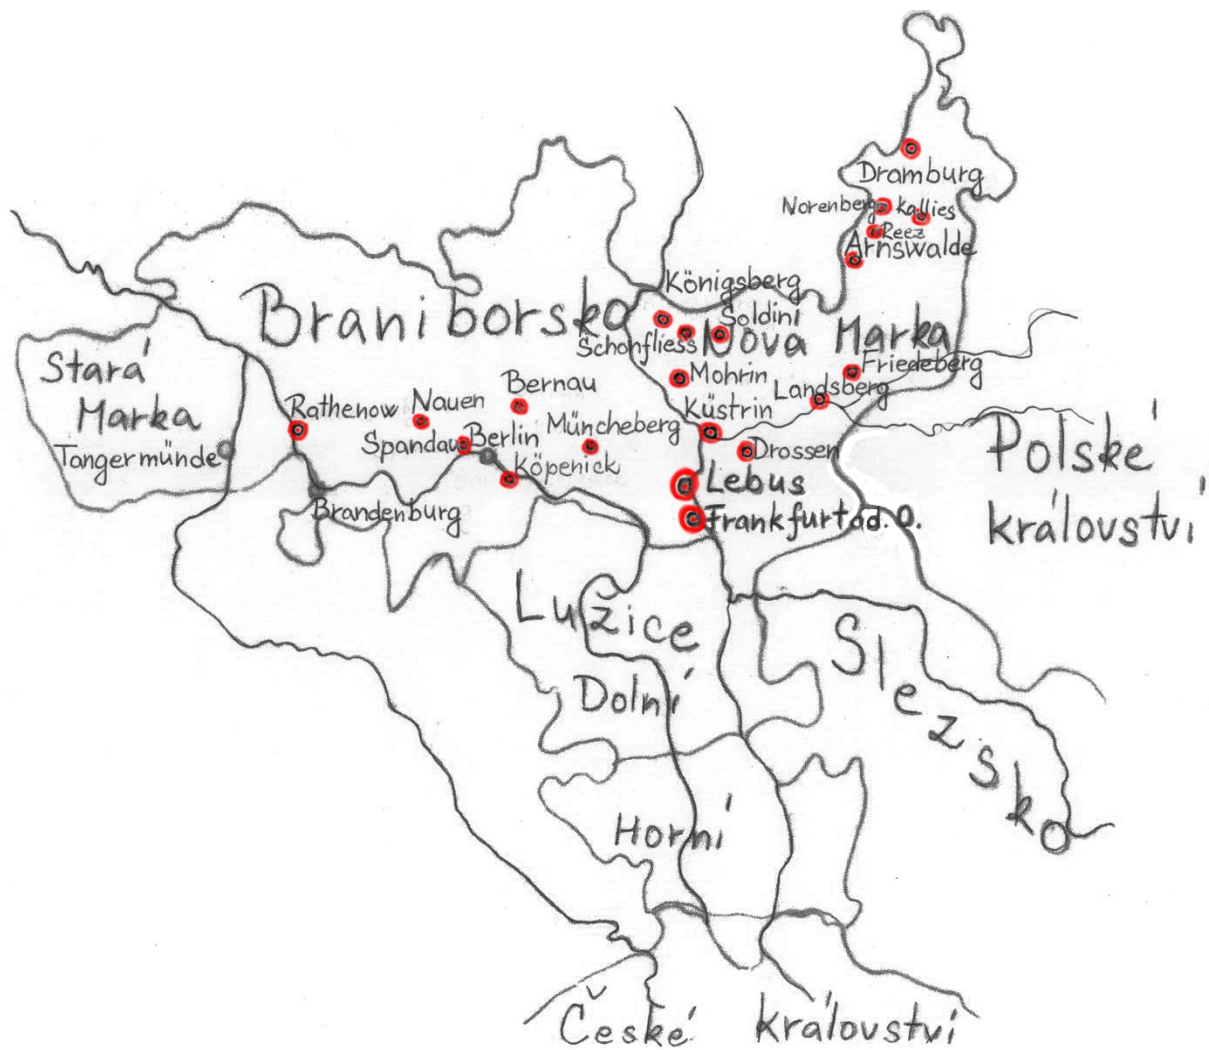 Dramburg
Norenberg
Kallies
Reez
Arnswalde
Königsberg
Braniborsko
Soldini
Schonfliess
Nova Marka
Stará
Marka
Friedeberg
Mohrin
Landsberg
Bernau
Rathenow
Nauen
Küstrin
Müncheberg
Spandau
Berlin
Tangermünde
Drossen
Polské
království
Köpenick
Lebus
Brandenburg
Frankfurt ad. O.
Lužice
Slezsko
Dolní
Horní
České království